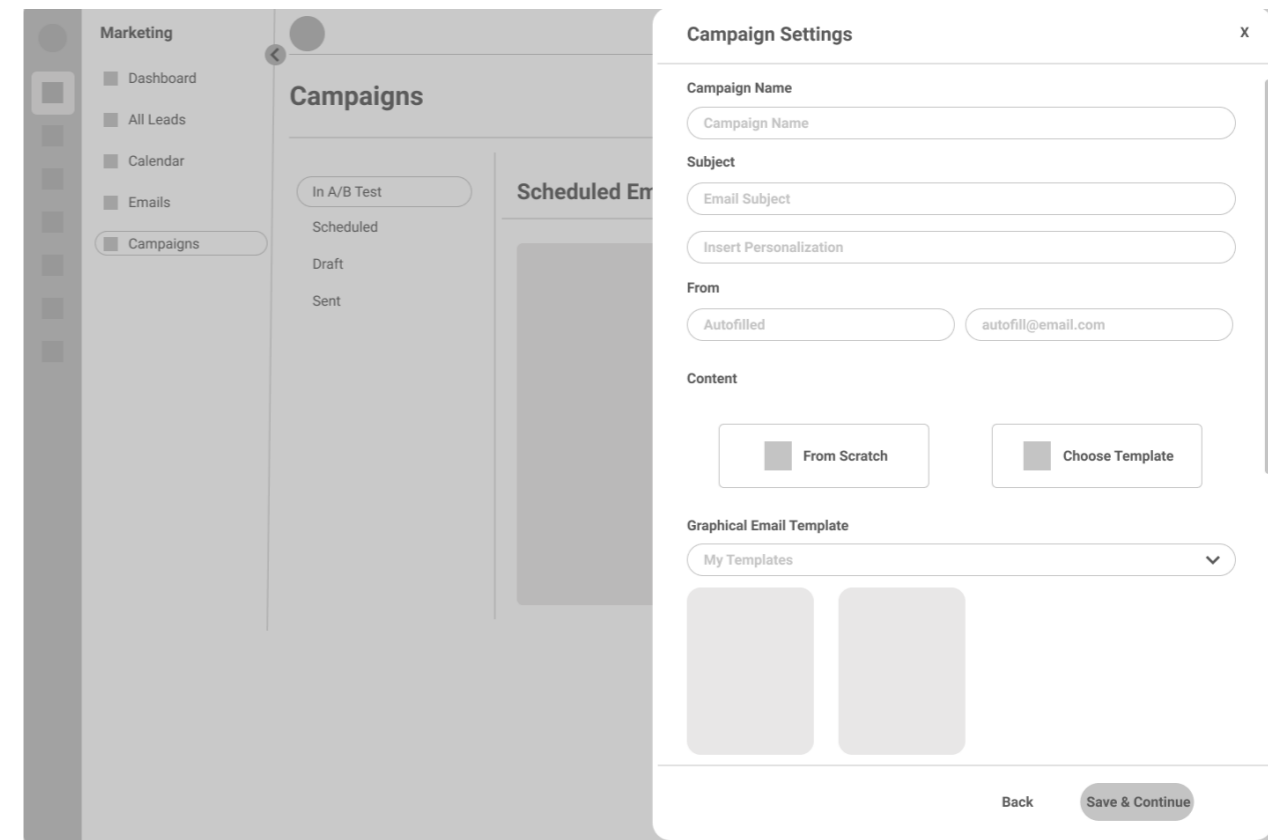 Marketing
Dashboard
All Leads
Calendar
Emails
Campaigns
Campaigns
In A/B Test
Scheduled
Draft
Sent
Scheduled Em
Campaign Settings
X
Campaign Name
Campaign Name
Subject
Email Subject
Insert Personalization
From
Autofilled autofill@email.com
Content
From Scratch Choose Template
Graphical Email Template
My Templates
Back Save & Continue